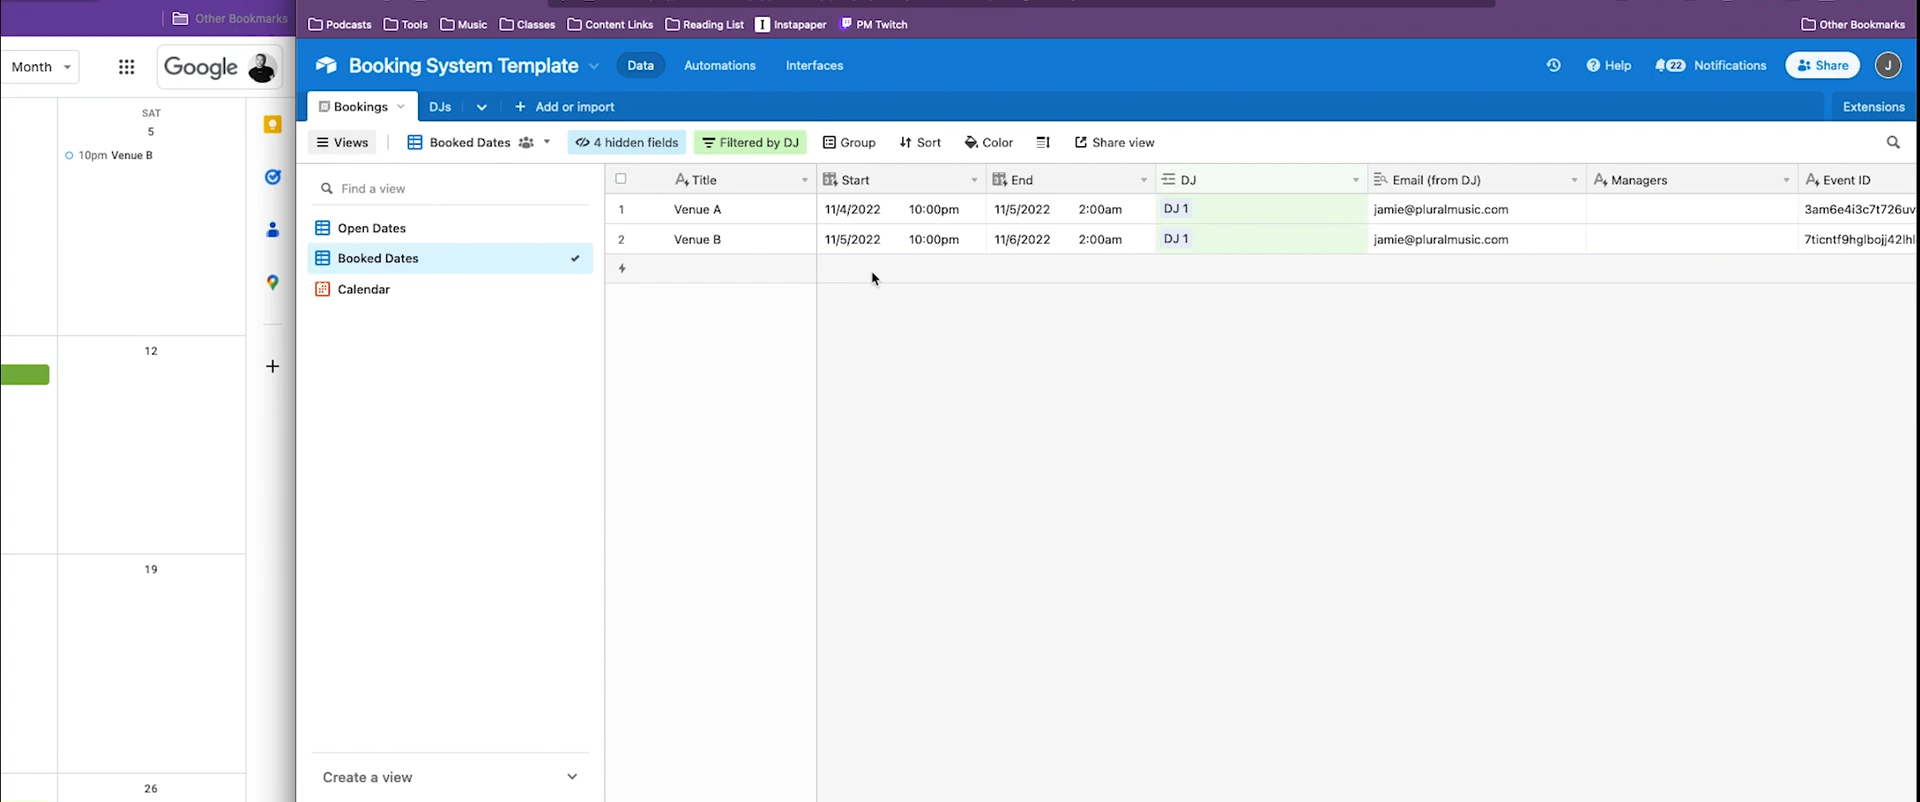 Other Bookmarks
Month
Google
SAT
5
10pm Venue B
12
19
26
Podcasts Tools Music Classes Content Links Reading List Instapaper PM Twitch Other Bookmarks
Booking System Template Data Automations Interfaces Help 22 Notifications Share J
Bookings DJs + Add or import Extensions
Views Booked Dates 4 hidden fields Filtered by DJ Group Sort Color Share view
Find a view
Open Dates
Booked Dates
Calendar
Create a view
Title Start End DJ Email (from DJ) Managers Event ID
1 Venue A 11/4/2022 10:00pm 11/5/2022 2:00am DJ 1 jamie@pluralmusic.com 3am6e4i3c7t726uv
2 Venue B 11/5/2022 10:00pm 11/6/2022 2:00am DJ 1 jamie@pluralmusic.com 7ticntf9hglbojj42lhl